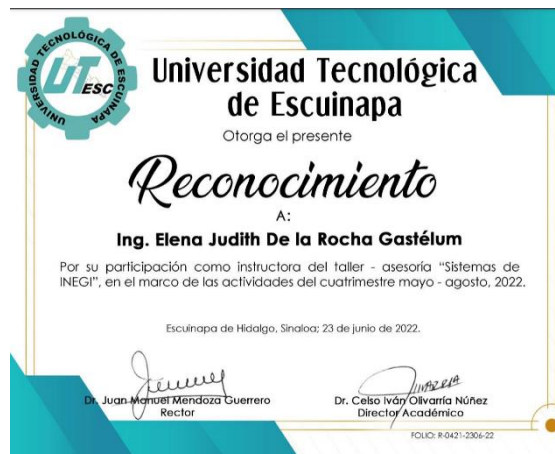 UNIVERSIDAD TECNOLÓGICA DE ESCUINAPA
UTESC
Universidad Tecnológica
de Escuinapa
Otorga el presente
Reconocimiento
A:
Ing. Elena Judith De la Rocha Gastélum
Por su participación como instructora del taller - asesoría “Sistemas de
INEGI”, en el marco de las actividades del cuatrimestre mayo - agosto, 2022.
Escuinapa de Hidalgo, Sinaloa; 23 de junio de 2022.
Dr. Juan Manuel Mendoza Guerrero
Rector
Dr. Celso Iván Olivarría Núñez
Director Académico
FOLIO: R-0421-2306-22